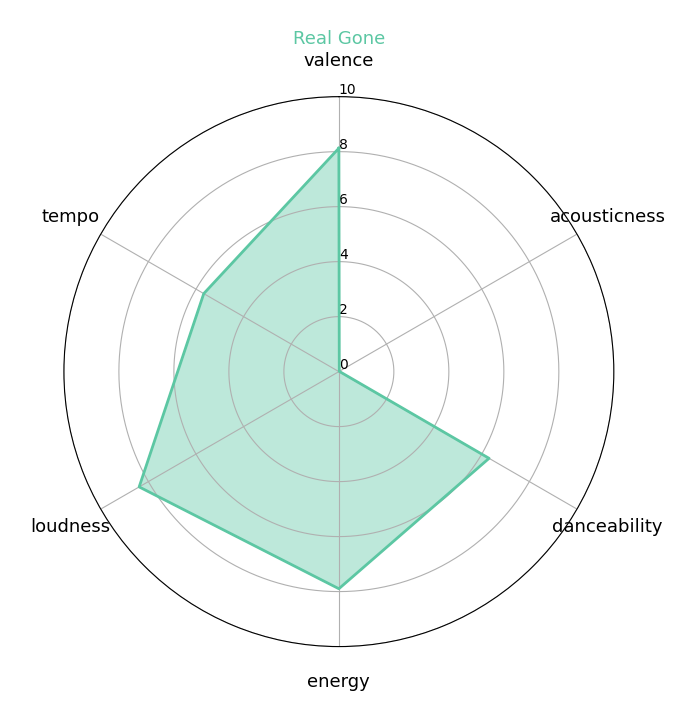 Real Gone
valence
10
8
6
4
2
0
tempo
acousticness
loudness
danceability
energy